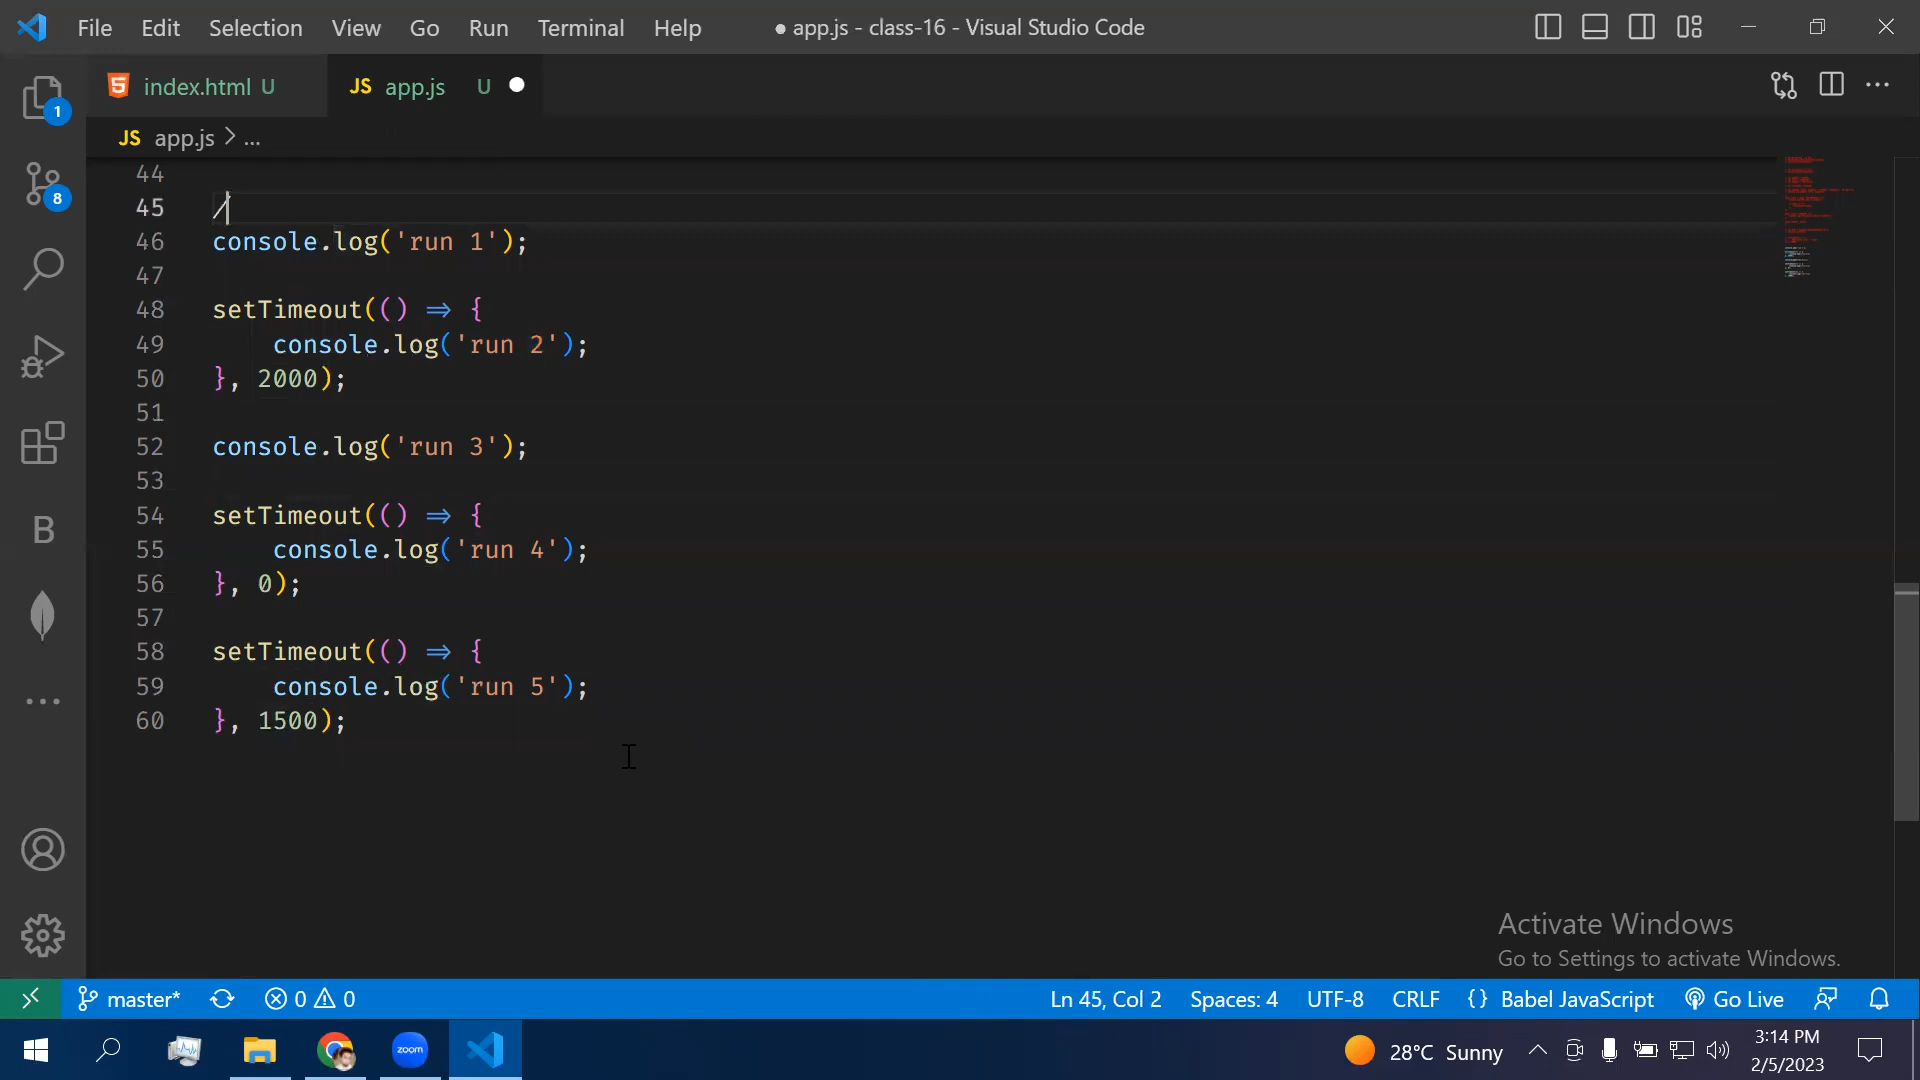 File Edit Selection View Go Run Terminal Help ● app.js - class-16 - Visual Studio Code
index.html U JS app.js U
JS app.js > ...
1
8
B
44
45 /
46 console.log('run 1');
47
48 setTimeout(() => {
49 console.log('run 2');
50 }, 2000);
51
52 console.log('run 3');
53
54 setTimeout(() => {
55 console.log('run 4');
56 }, 0);
57
58 setTimeout(() => {
59 console.log('run 5');
60 }, 1500);
Activate Windows
Go to Settings to activate Windows.
master* 0 0 Ln 45, Col 2 Spaces: 4 UTF-8 CRLF {} Babel JavaScript Go Live
zoom 28°C Sunny 3:14 PM
2/5/2023